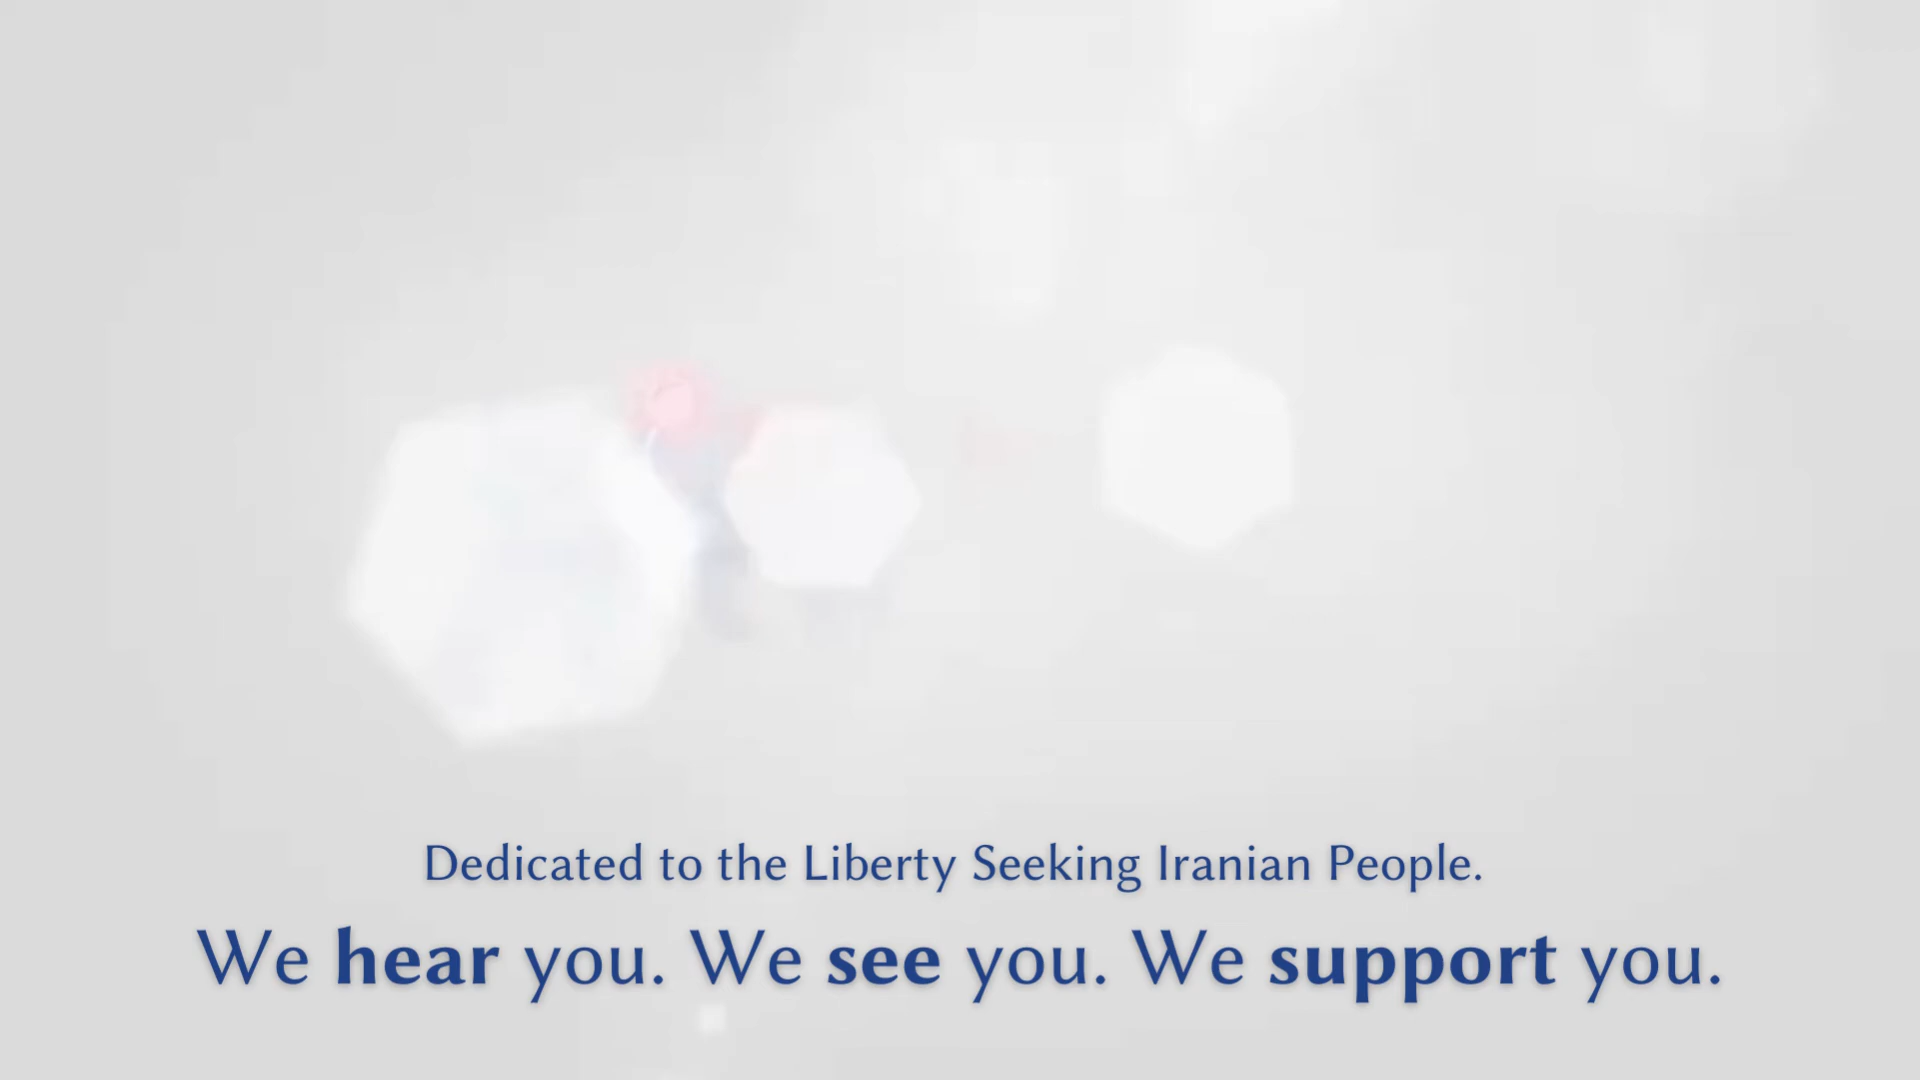 Dedicated to the Liberty Seeking Iranian People.
We hear you. We see you. We support you.